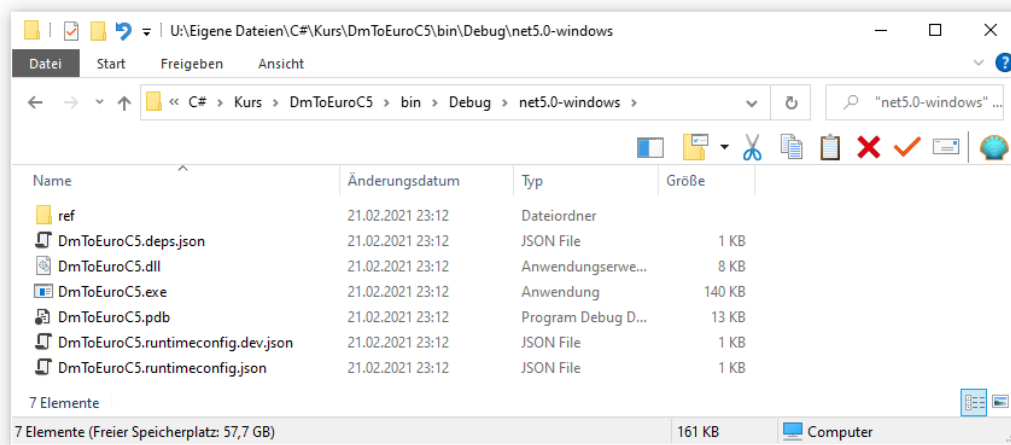 U:\Eigene Dateien\C#\Kurs\DmToEuroC5\bin\Debug\net5.0-windows
Datei Start Freigeben Ansicht
« C# › Kurs › DmToEuroC5 › bin › Debug › net5.0-windows › "net5.0-windows" ...
Name Änderungsdatum Typ Größe
ref 21.02.2021 23:12 Dateiordner
DmToEuroC5.deps.json 21.02.2021 23:12 JSON File 1 KB
DmToEuroC5.dll 21.02.2021 23:12 Anwendungserwe... 8 KB
DmToEuroC5.exe 21.02.2021 23:12 Anwendung 140 KB
DmToEuroC5.pdb 21.02.2021 23:12 Program Debug D... 13 KB
DmToEuroC5.runtimeconfig.dev.json 21.02.2021 23:12 JSON File 1 KB
DmToEuroC5.runtimeconfig.json 21.02.2021 23:12 JSON File 1 KB
7 Elemente
7 Elemente (Freier Speicherplatz: 57,7 GB) 161 KB Computer